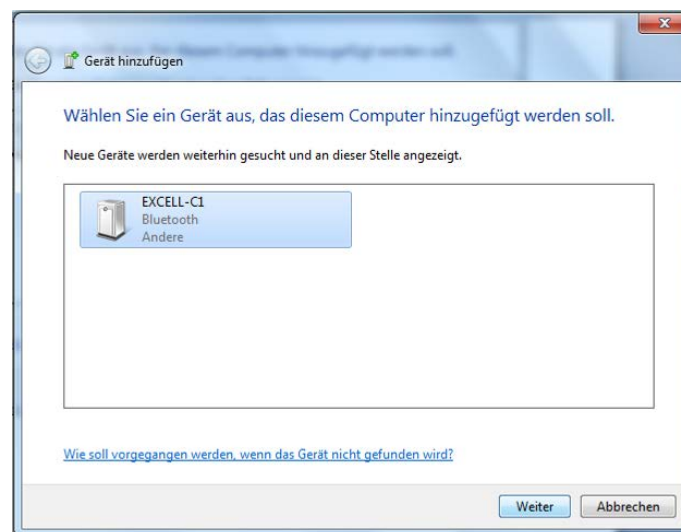 Gerät hinzufügen
Wählen Sie ein Gerät aus, das diesem Computer hinzugefügt werden soll.
Neue Geräte werden weiterhin gesucht und an dieser Stelle angezeigt.
EXCELL-C1
Bluetooth
Andere
Wie soll vorgegangen werden, wenn das Gerät nicht gefunden wird?
Weiter Abbrechen